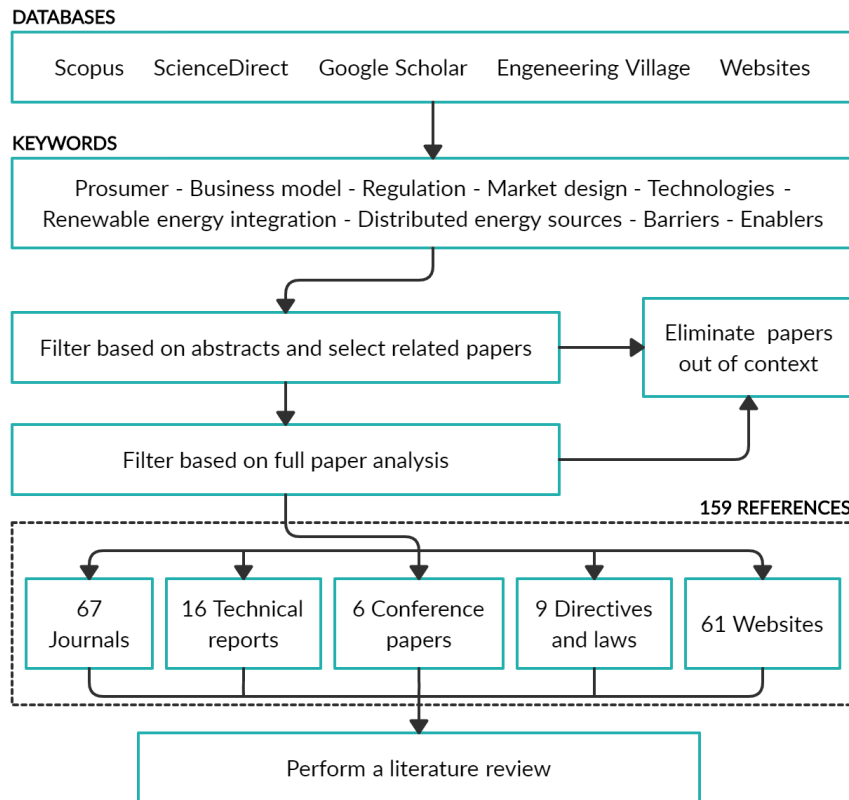 DATABASES
Scopus ScienceDirect Google Scholar Engeneering Village Websites
KEYWORDS
Prosumer - Business model - Regulation - Market design - Technologies -
Renewable energy integration - Distributed energy sources - Barriers - Enablers
Filter based on abstracts and select related papers
Eliminate papers
out of context
Filter based on full paper analysis
159 REFERENCES
67
Journals
16 Technical
reports
6 Conference
papers
9 Directives
and laws
61 Websites
Perform a literature review